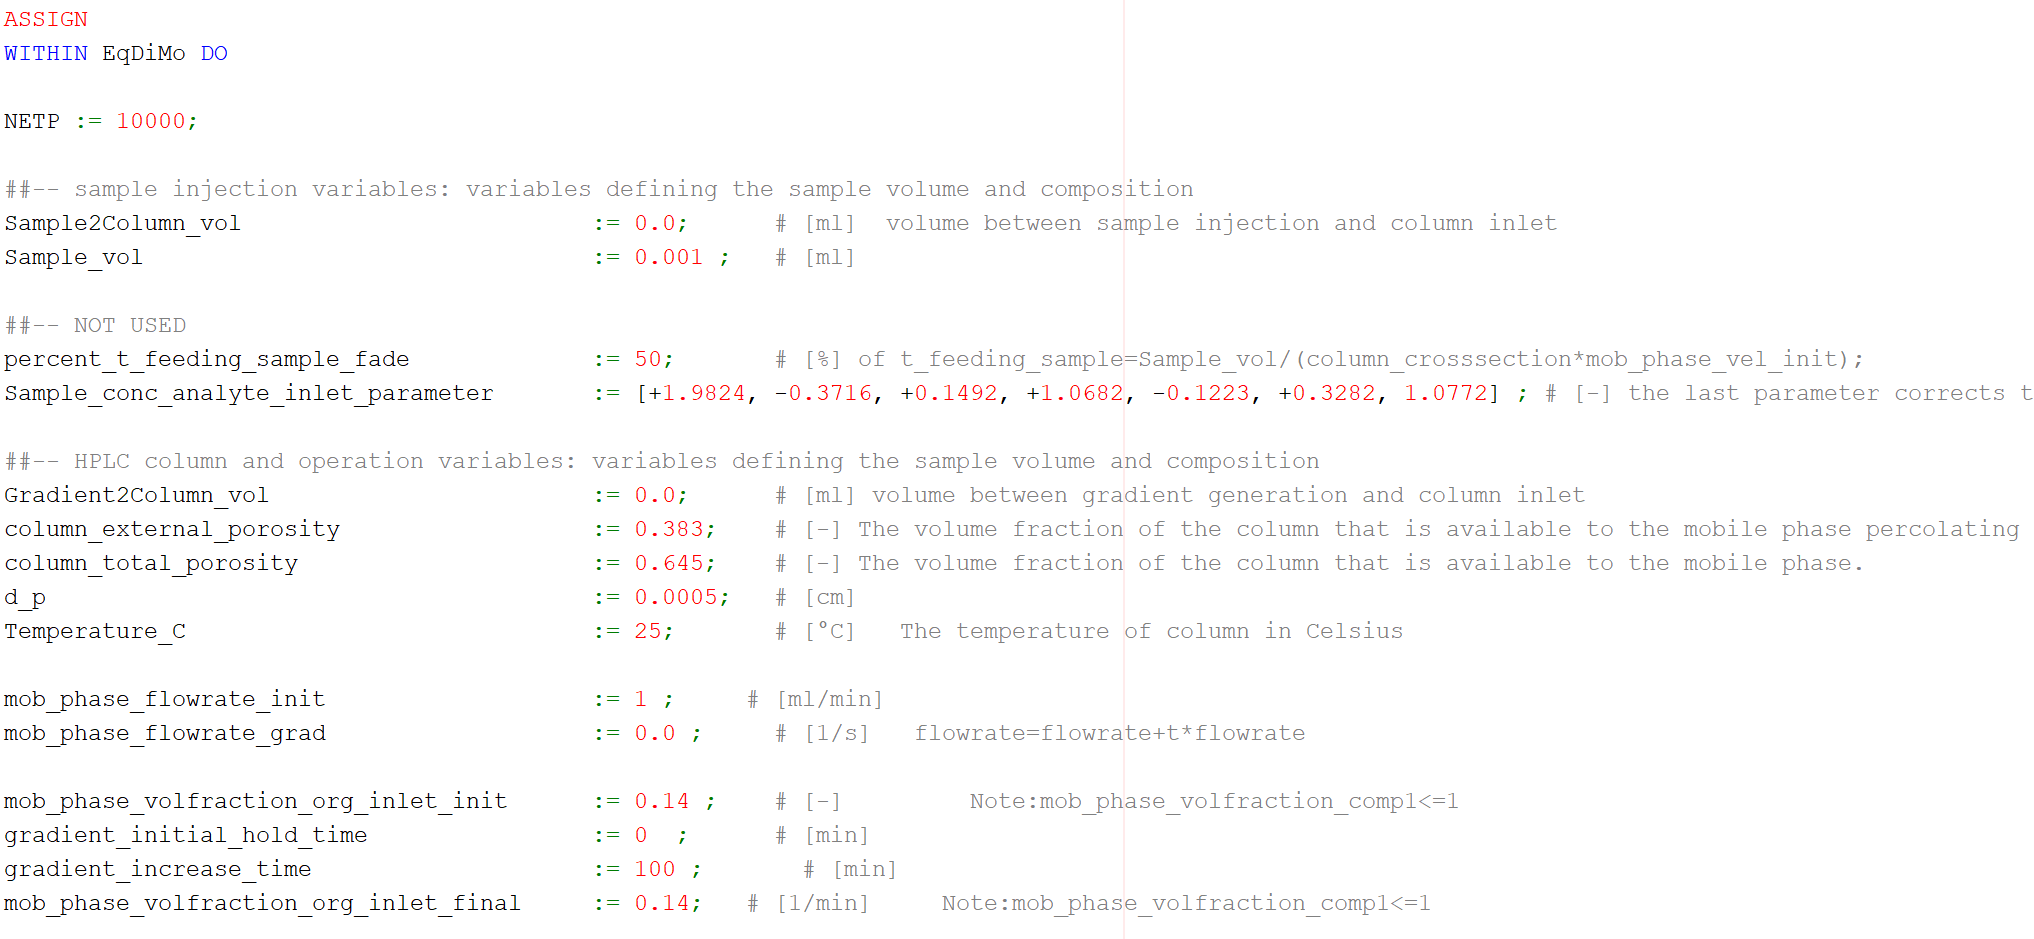 ASSIGN
WITHIN EqDiMo DO
NETP := 10000;
##-- sample injection variables: variables defining the sample volume and composition
Sample2Column_vol := 0.0; # [ml] volume between sample injection and column inlet
Sample_vol := 0.001 ; # [ml]
##-- NOT USED
percent_t_feeding_sample_fade := 50; # [%] of t_feeding_sample=Sample_vol/(column_crosssection*mob_phase_vel_init);
Sample_conc_analyte_inlet_parameter := [+1.9824, -0.3716, +0.1492, +1.0682, -0.1223, +0.3282, 1.0772] ; # [-] the last parameter corrects t
##-- HPLC column and operation variables: variables defining the sample volume and composition
Gradient2Column_vol := 0.0; # [ml] volume between gradient generation and column inlet
column_external_porosity := 0.383; # [-] The volume fraction of the column that is available to the mobile phase percolating
column_total_porosity := 0.645; # [-] The volume fraction of the column that is available to the mobile phase.
d_p := 0.0005; # [cm]
Temperature_C := 25; # [°C] The temperature of column in Celsius
mob_phase_flowrate_init := 1 ; # [ml/min]
mob_phase_flowrate_grad := 0.0 ; # [1/s] flowrate=flowrate+t*flowrate
mob_phase_volfraction_org_inlet_init := 0.14 ; # [-] Note:mob_phase_volfraction_comp1<=1
gradient_initial_hold_time := 0 ; # [min]
gradient_increase_time := 100 ; # [min]
mob_phase_volfraction_org_inlet_final := 0.14; # [1/min] Note:mob_phase_volfraction_comp1<=1